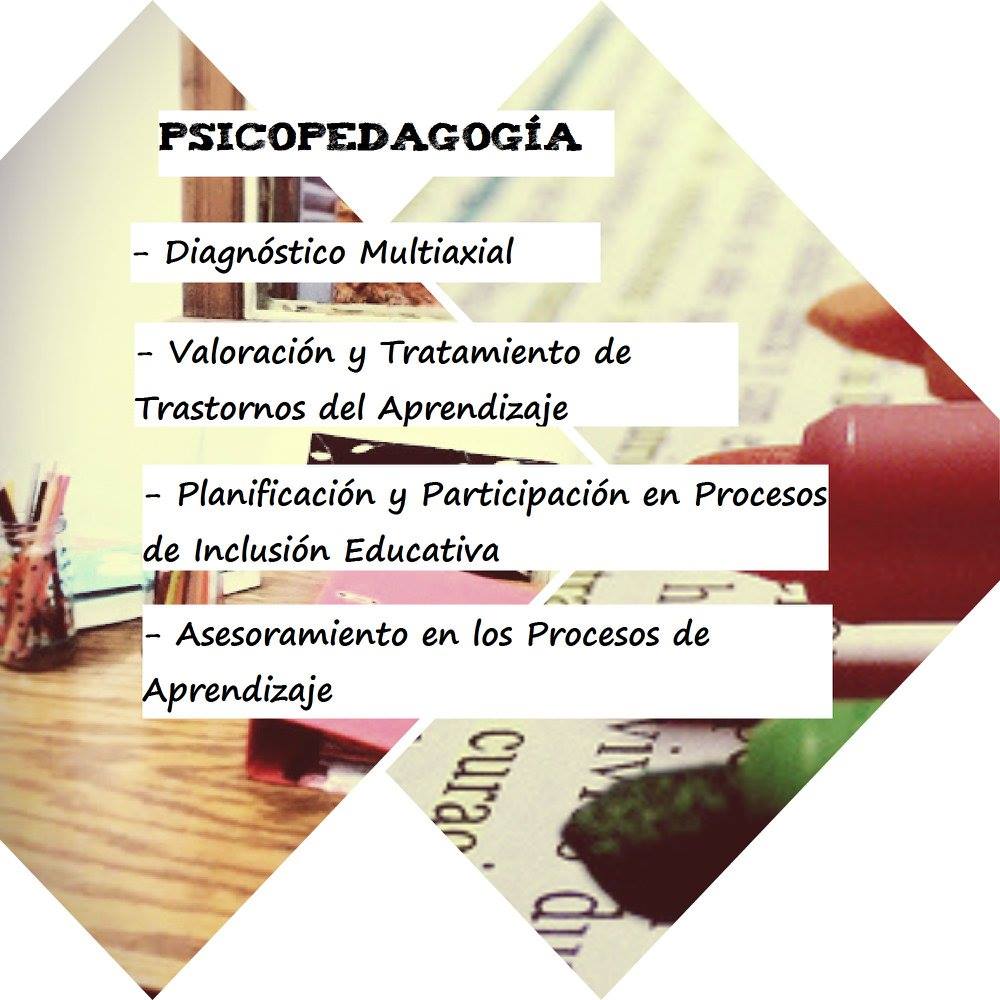 PSICOPEDAGOGÍA
- Diagnóstico Multiaxial
- Valoración y Tratamiento de
Trastornos del Aprendizaje
- Planificación y Participación en Procesos
de Inclusión Educativa
- Asesoramiento en los Procesos de
Aprendizaje